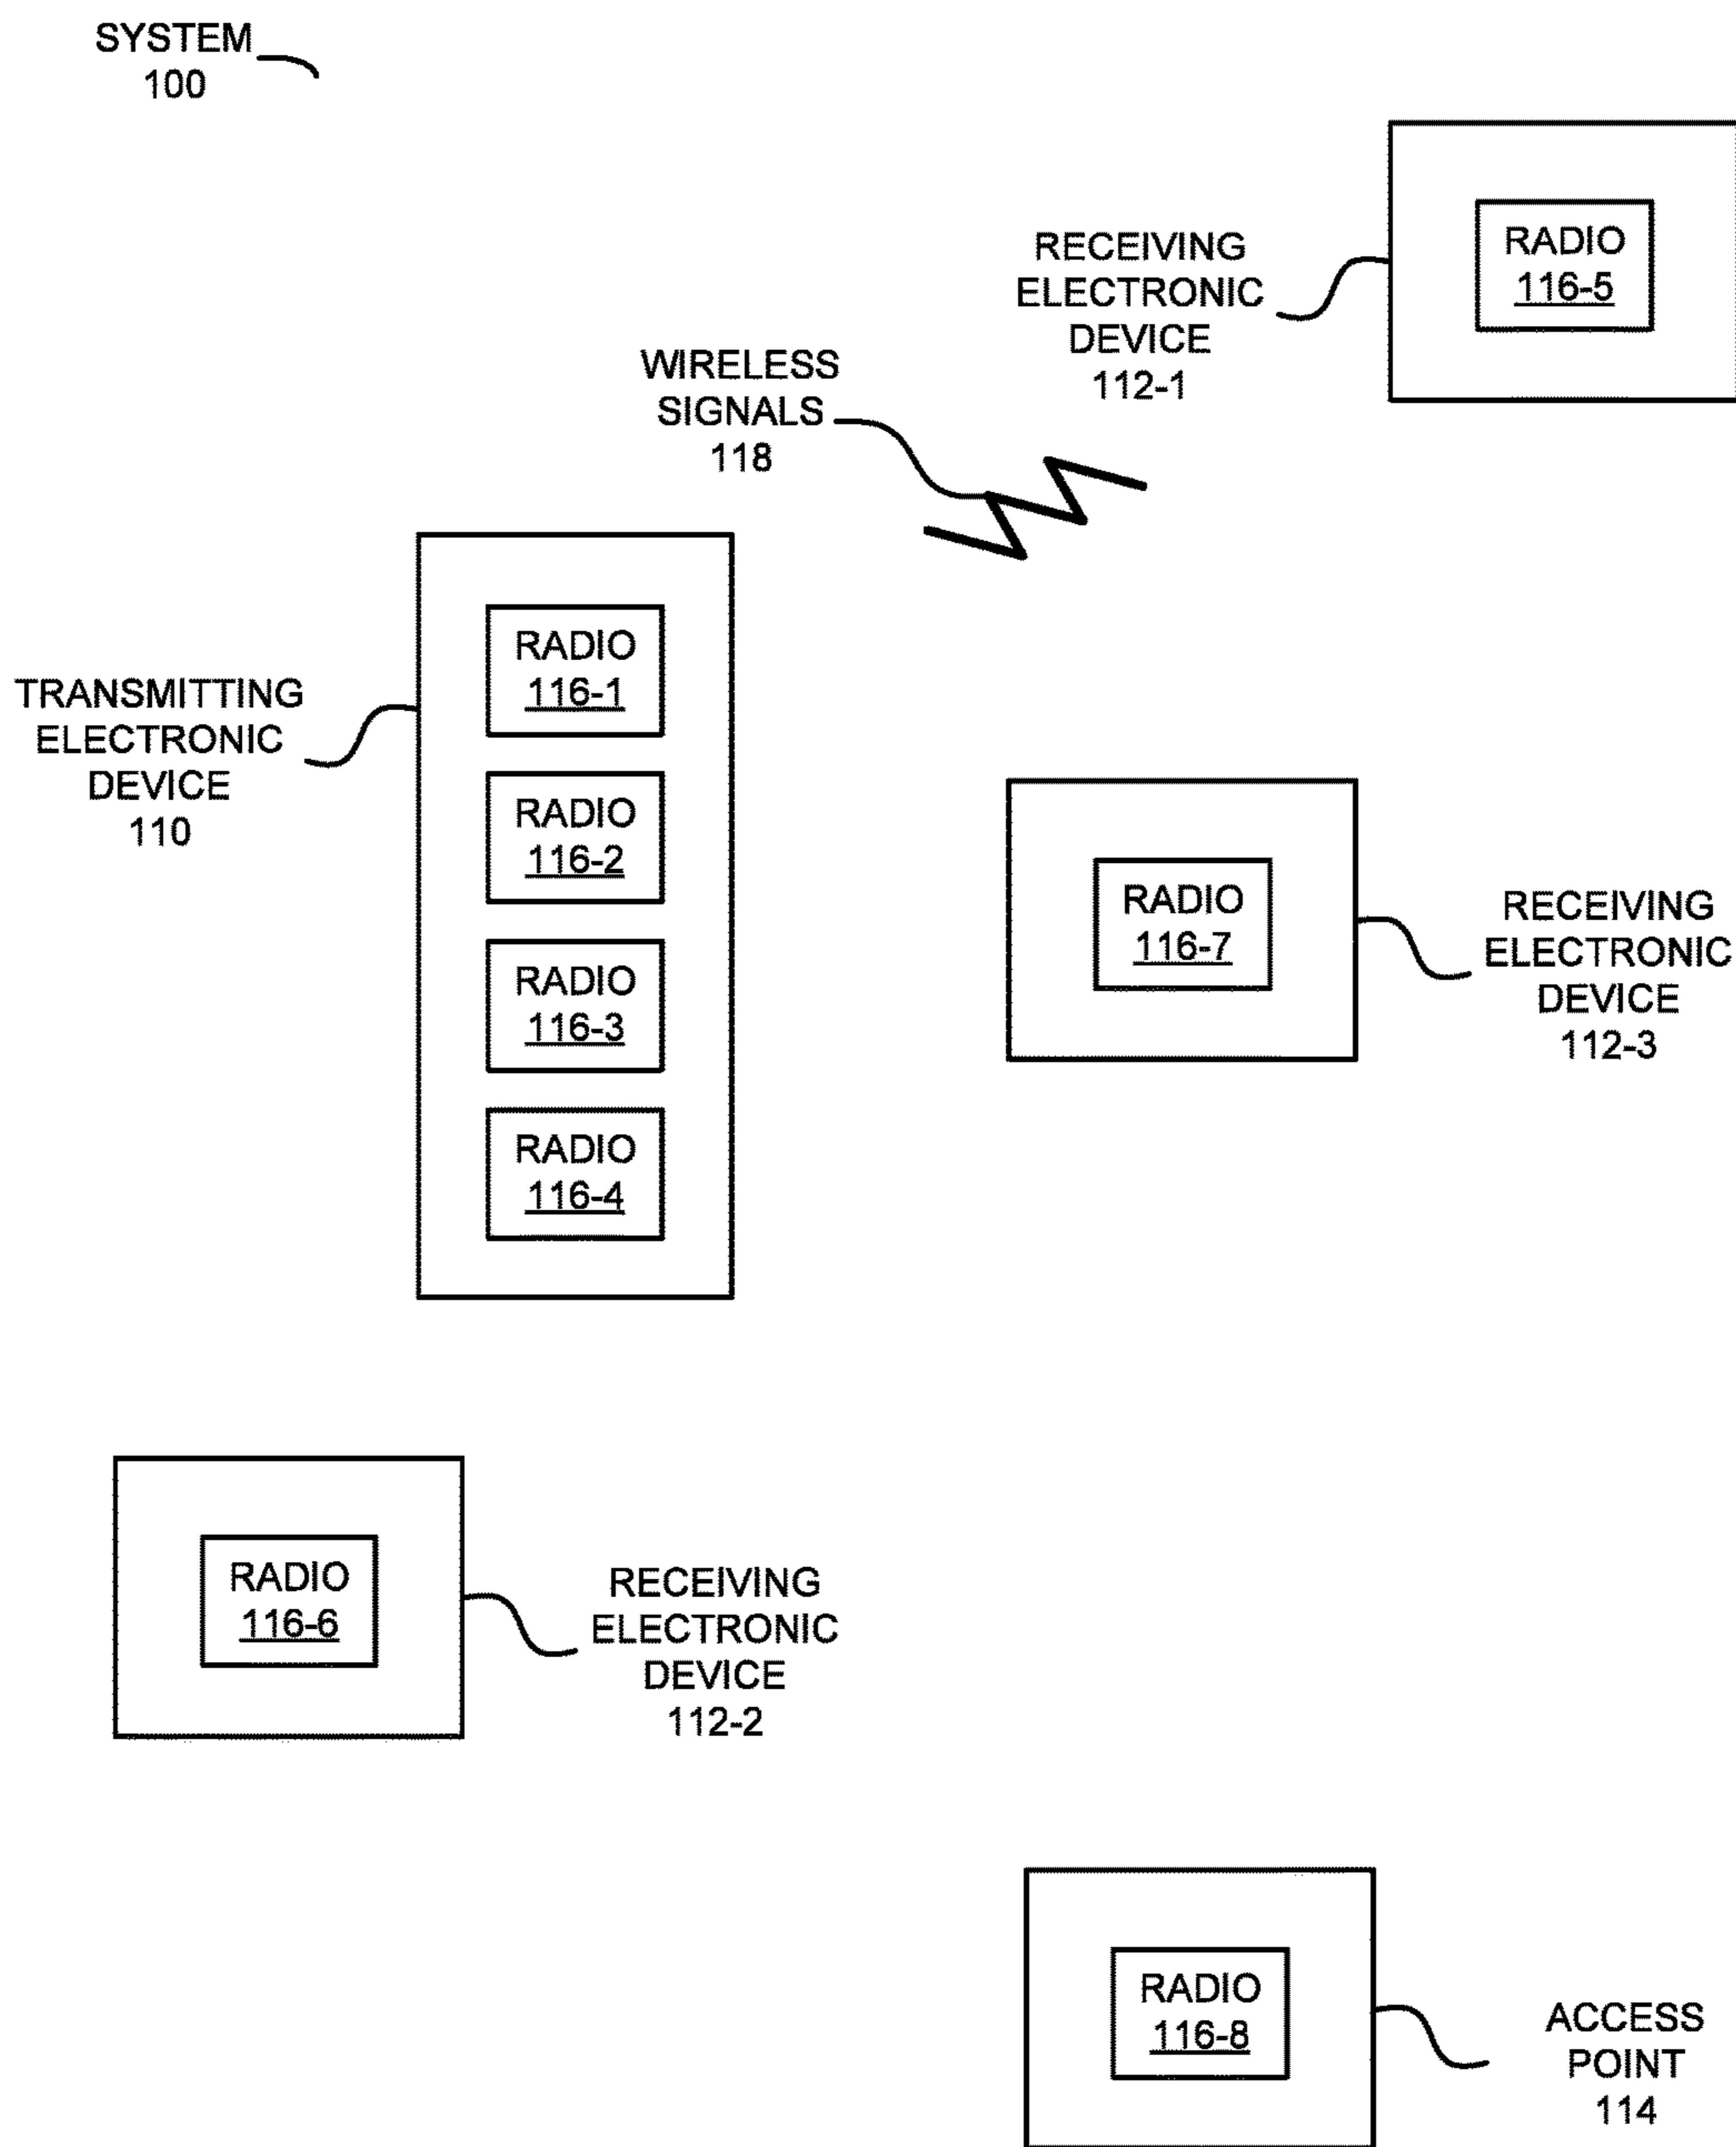 SYSTEM
100
RADIO
116-5
RECEIVING
ELECTRONIC
DEVICE
112-1
WIRELESS
SIGNALS
118
TRANSMITTING
ELECTRONIC
DEVICE
110
RADIO
116-1
RADIO
116-2
RADIO
116-3
RADIO
116-4
RADIO
116-7
RECEIVING
ELECTRONIC
DEVICE
112-3
RADIO
116-6
RECEIVING
ELECTRONIC
DEVICE
112-2
RADIO
116-8
ACCESS
POINT
114